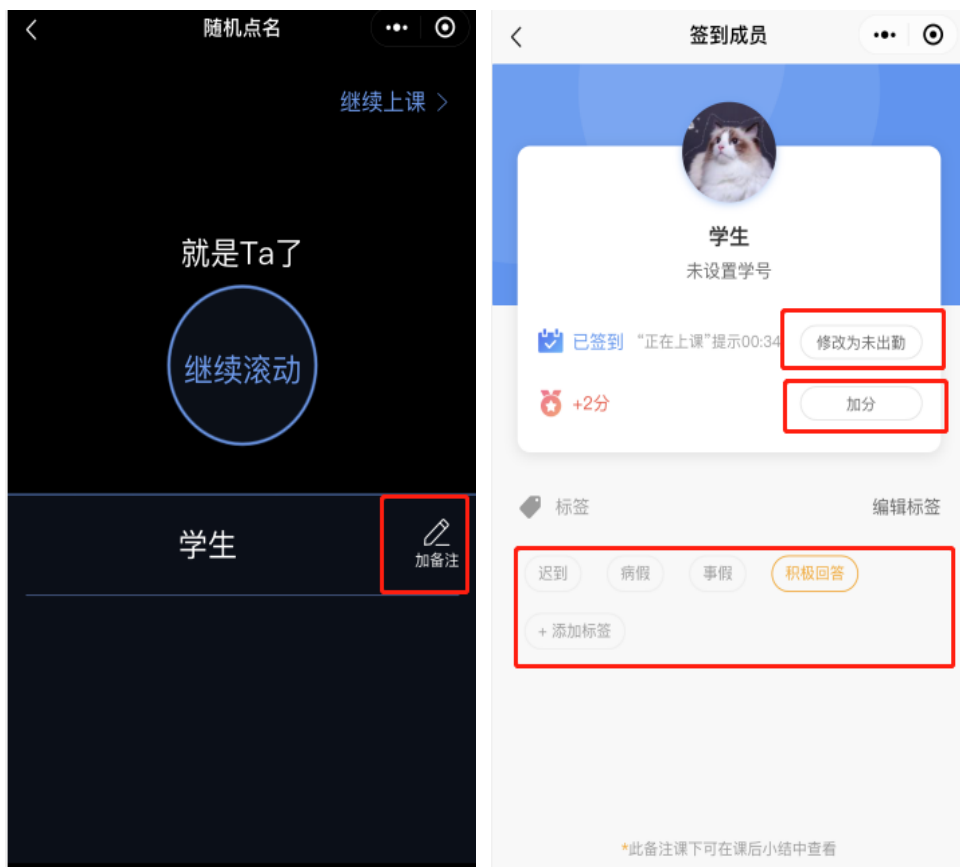 随机点名
继续上课
就是Ta了
继续滚动
学生
加备注
签到成员
学生
未设置学号
已签到 “正在上课”提示00:34 修改为未出勤
+2分 加分
标签 编辑标签
迟到 病假 事假 积极回答
+ 添加标签
*此备注课下可在课后小结中查看